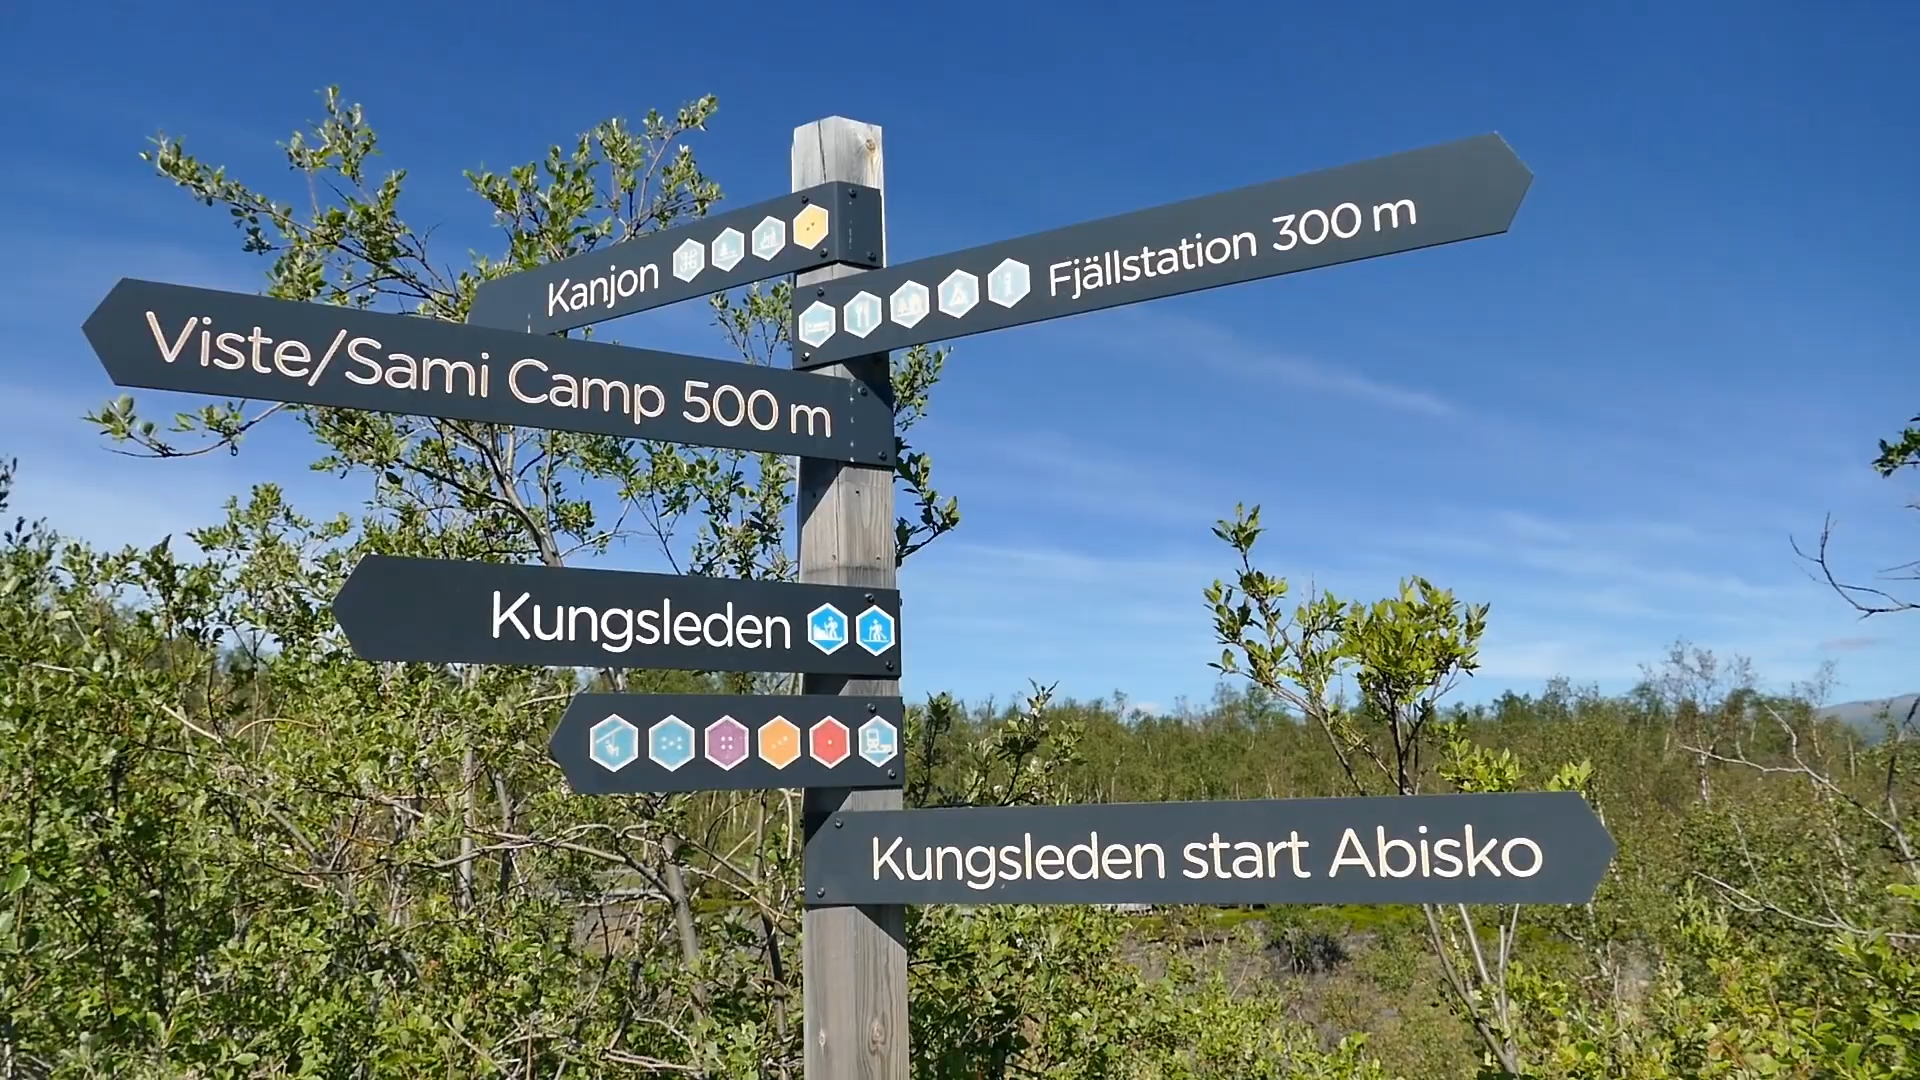 Kanjon
Fjällstation 300 m
Viste/Sami Camp 500 m
Kungsleden
Kungsleden start Abisko